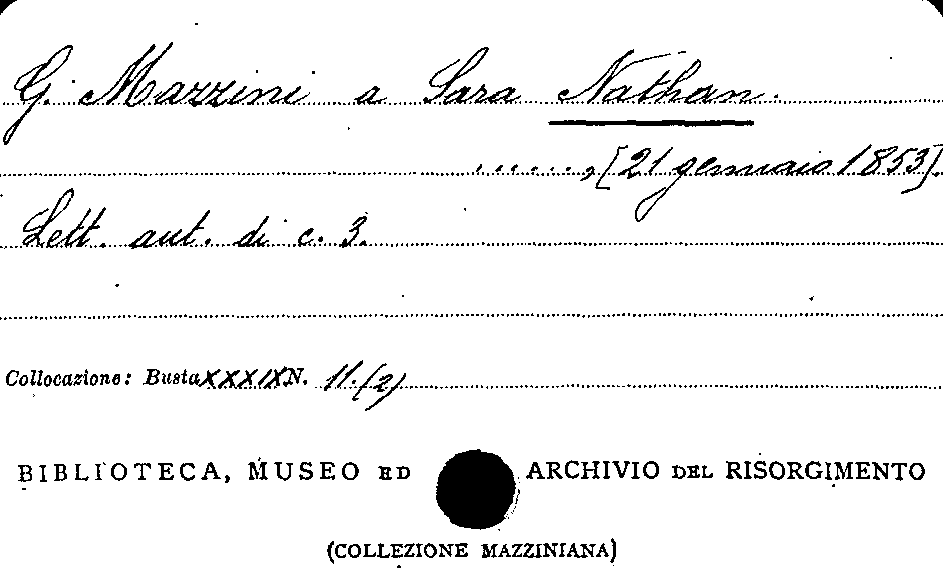 G. Mazzini a Sara Nathan.
......, [21 gennaio 1853].
Lett. aut. di c. 3.
Collocazione: Busta XXXIX N. 11.(2)
BIBLIOTECA, MUSEO ED ARCHIVIO DEL RISORGIMENTO
(COLLEZIONE MAZZINIANA)